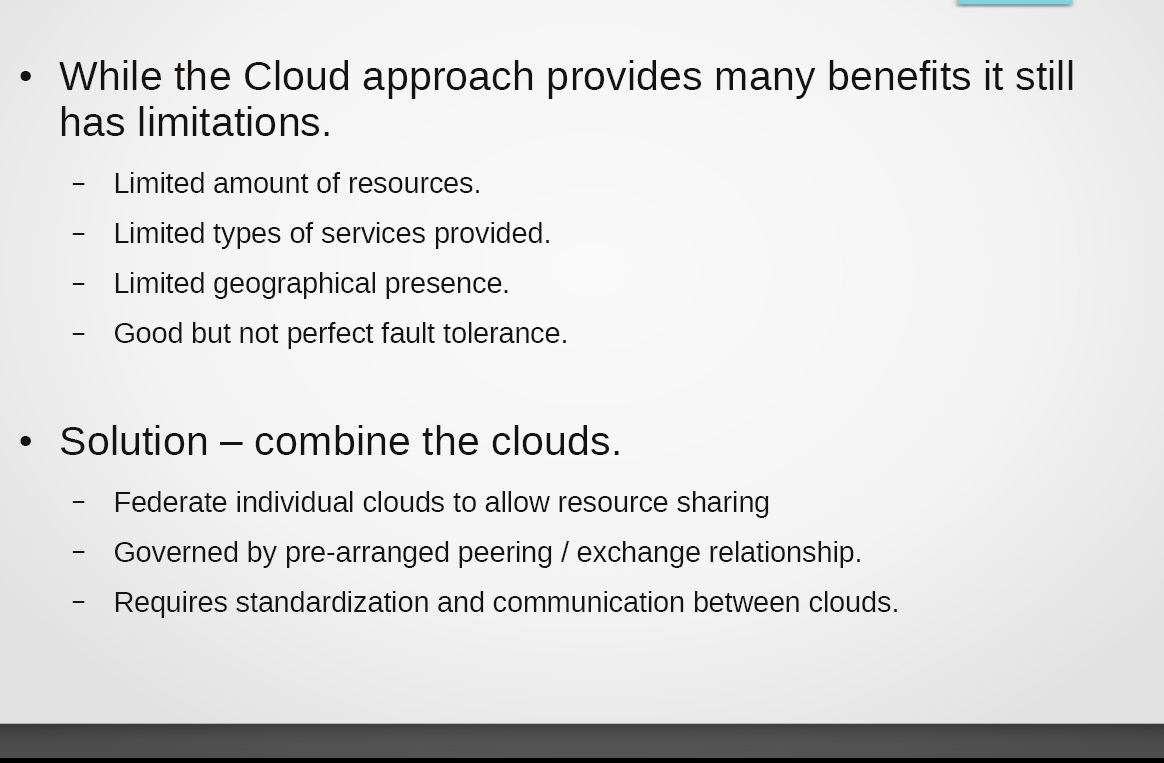 • While the Cloud approach provides many benefits it still
has limitations.
– Limited amount of resources.
– Limited types of services provided.
– Limited geographical presence.
– Good but not perfect fault tolerance.
• Solution – combine the clouds.
– Federate individual clouds to allow resource sharing
– Governed by pre-arranged peering / exchange relationship.
– Requires standardization and communication between clouds.